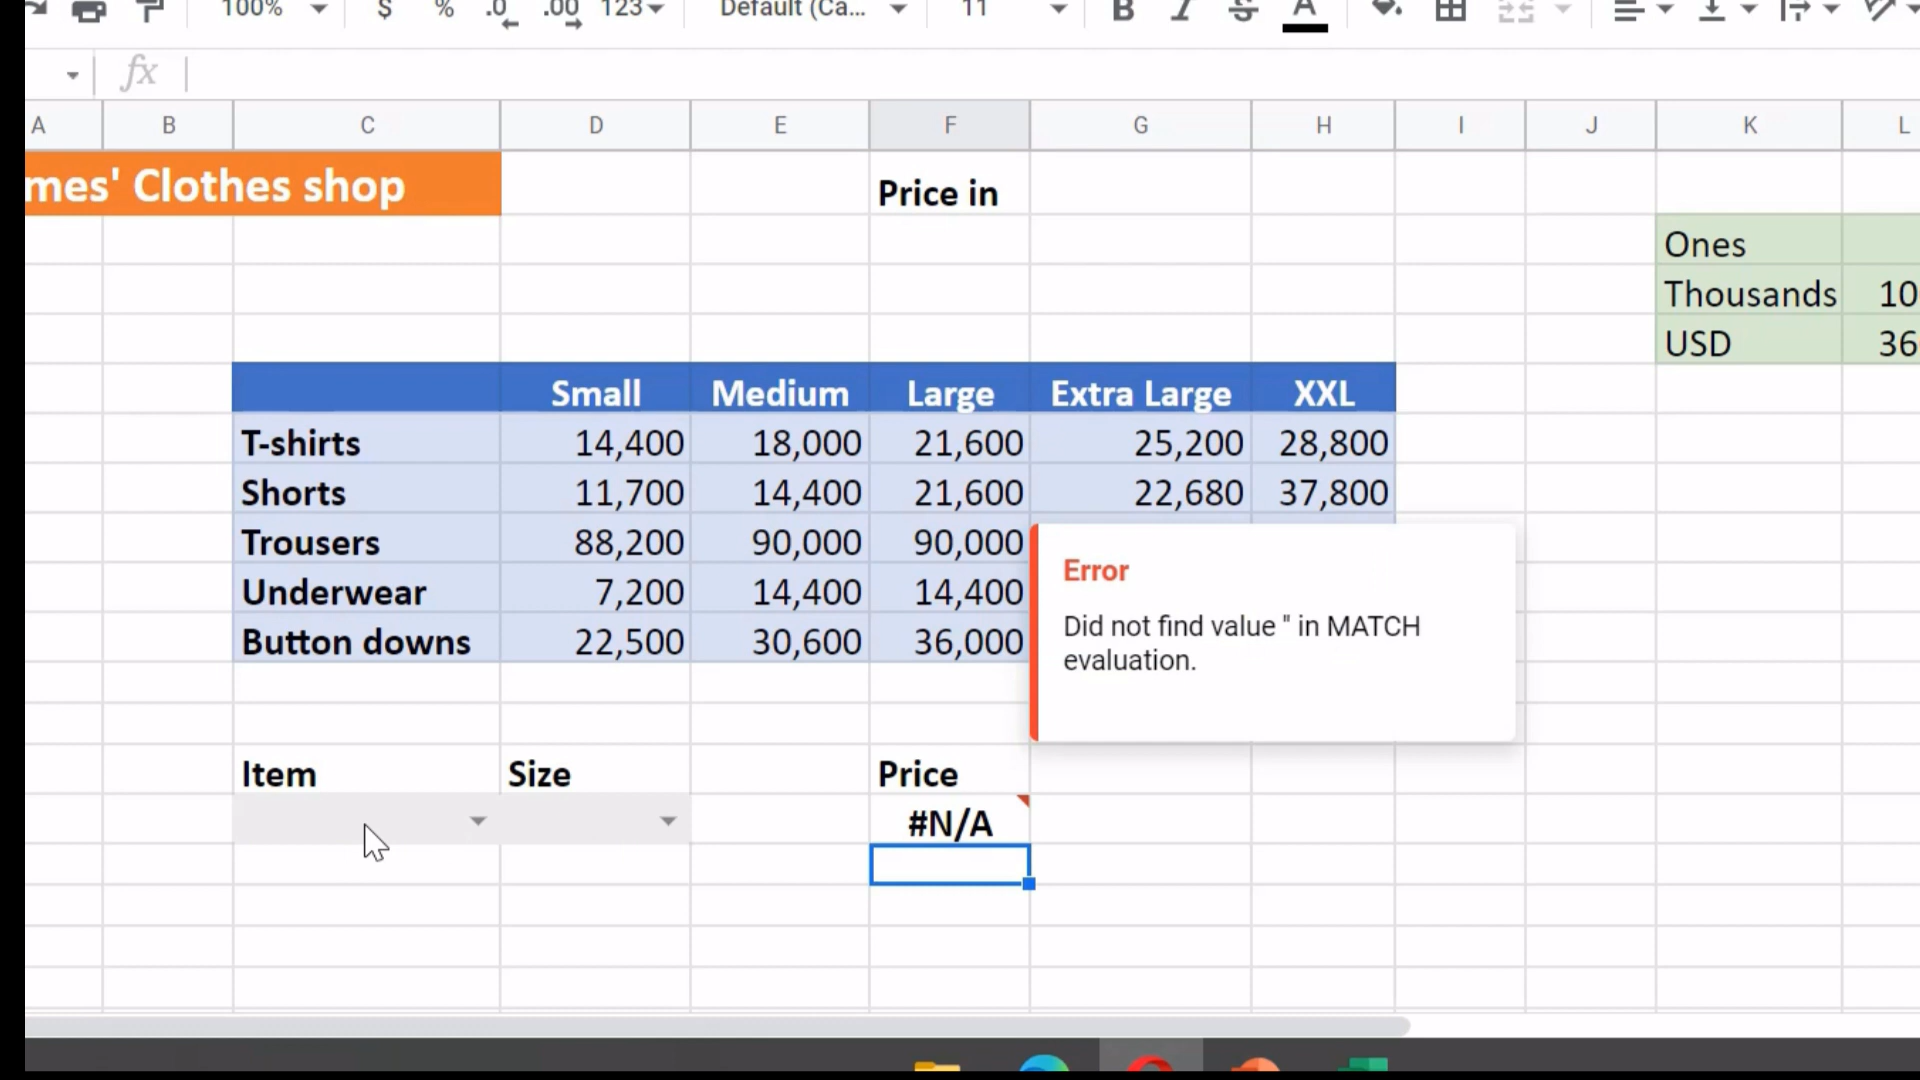 100% $ % .0 .00 123 Default (Ca... 11 B I S A
fx
A B C D E F G H I J K L
mes' Clothes shop Price in
Ones
Thousands 10
USD 36
Small Medium Large Extra Large XXL
T-shirts 14,400 18,000 21,600 25,200 28,800
Shorts 11,700 14,400 21,600 22,680 37,800
Trousers 88,200 90,000 90,000
Underwear 7,200 14,400 14,400
Button downs 22,500 30,600 36,000
Error
Did not find value '' in MATCH
evaluation.
Item Size Price
#N/A